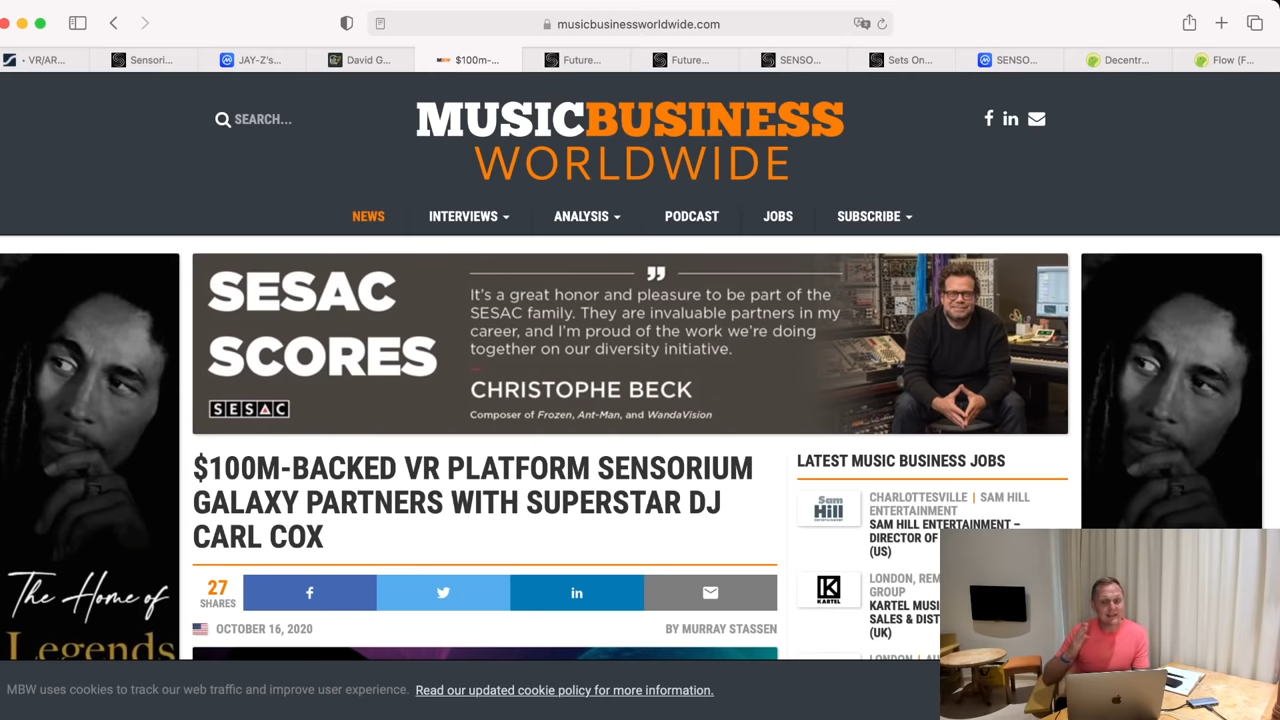 musicbusinessworldwide.com
• VR/AR...
Sensori...
JAY-Z's...
David G...
$100m-...
Future...
Future...
SENSO...
Sets On...
SENSO...
Decentr...
Flow (F...
SEARCH...
MUSICBUSINESS
WORLDWIDE
NEWS
INTERVIEWS
ANALYSIS
PODCAST
JOBS
SUBSCRIBE
SESAC
SCORES
SESAC
It's a great honor and pleasure to be part of the
SESAC family. They are invaluable partners in my
career, and I'm proud of the work we're doing
together on our diversity initiative.
CHRISTOPHE BECK
Composer of Frozen, Ant-Man, and WandaVision
The Home of
Legends
$100M-BACKED VR PLATFORM SENSORIUM
GALAXY PARTNERS WITH SUPERSTAR DJ
CARL COX
27
SHARES
OCTOBER 16, 2020
BY MURRAY STASSEN
LATEST MUSIC BUSINESS JOBS
Sam
Hill
CHARLOTTESVILLE | SAM HILL
ENTERTAINMENT
SAM HILL ENTERTAINMENT –
DIRECTOR OF
(US)
KARTEL
LONDON, REM
GROUP
KARTEL MUSI
SALES & DIST
(UK)
MBW uses cookies to track our web traffic and improve user experience. Read our updated cookie policy for more information.